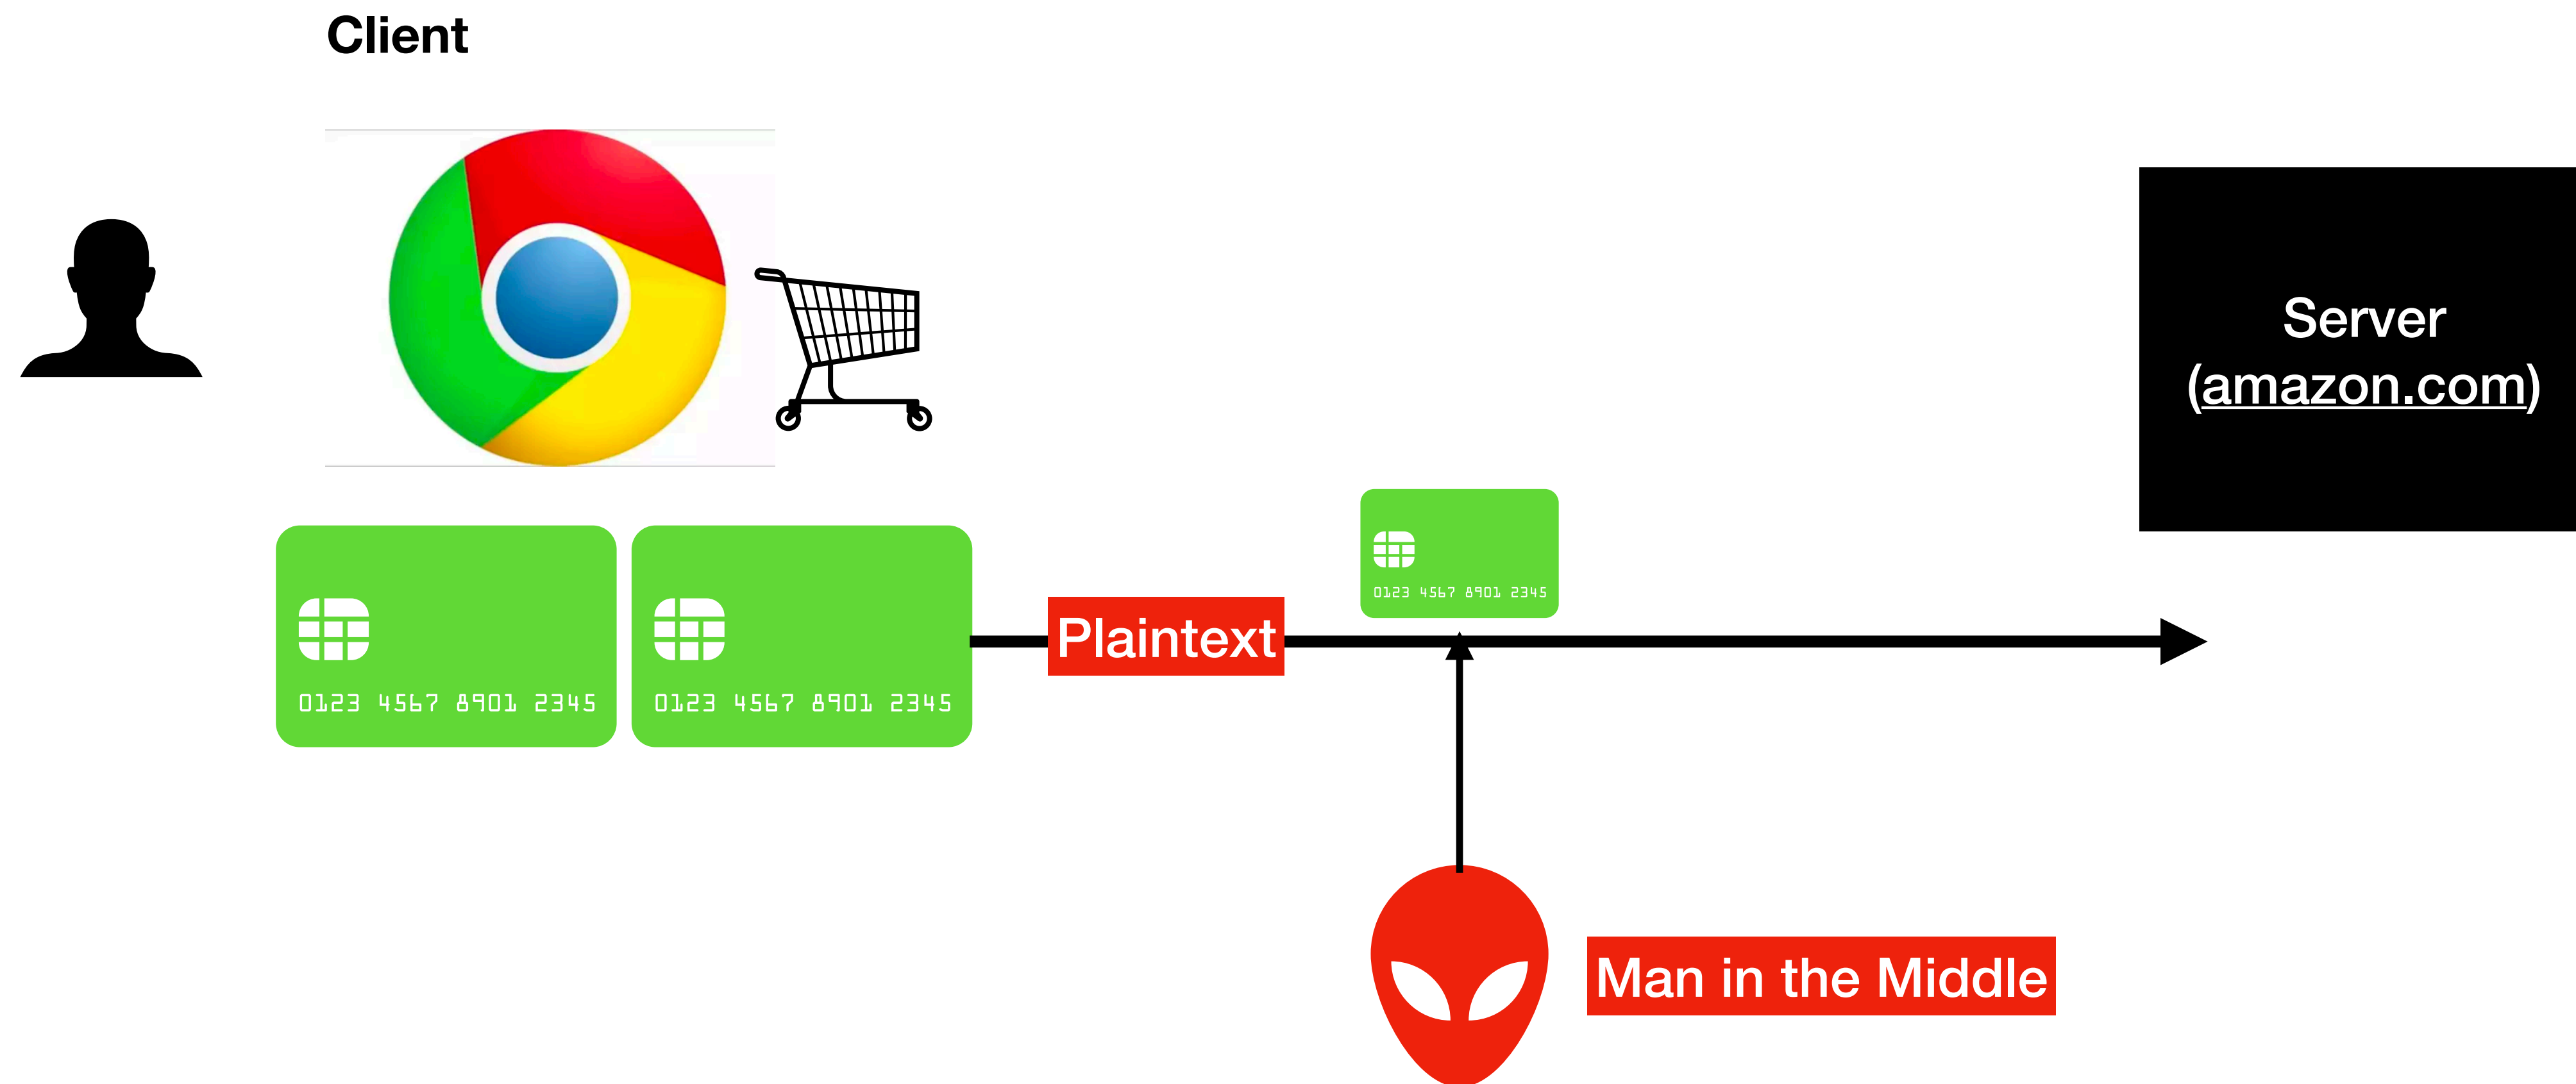 Client
Server
(amazon.com)
0123 4567 8901 2345
0123 4567 8901 2345
Plaintext
0123 4567 8901 2345
Man in the Middle